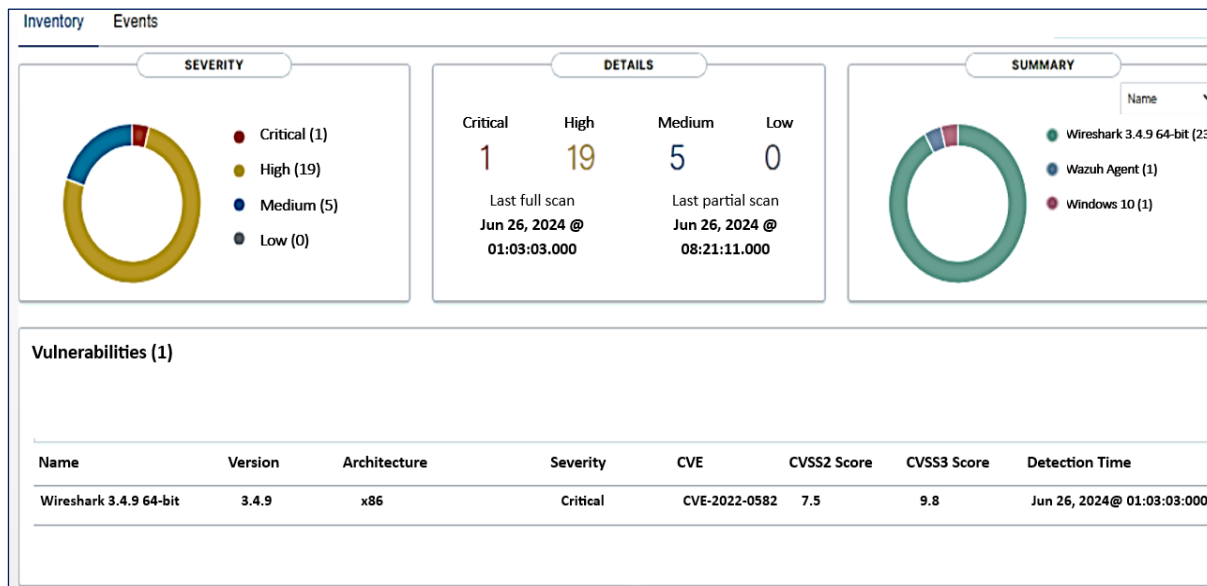 Inventory Events
SEVERITY
Critical (1)
High (19)
Medium (5)
Low (0)
DETAILS
Critical High Medium Low
1 19 5 0
Last full scan Last partial scan
Jun 26, 2024 @ Jun 26, 2024 @
01:03:03.000 08:21:11.000
SUMMARY
Name
Wireshark 3.4.9 64-bit (23
Wazuh Agent (1)
Windows 10 (1)
Vulnerabilities (1)
Name Version Architecture Severity CVE CVSS2 Score CVSS3 Score Detection Time
Wireshark 3.4.9 64-bit 3.4.9 x86 Critical CVE-2022-0582 7.5 9.8 Jun 26, 2024@ 01:03:03:000